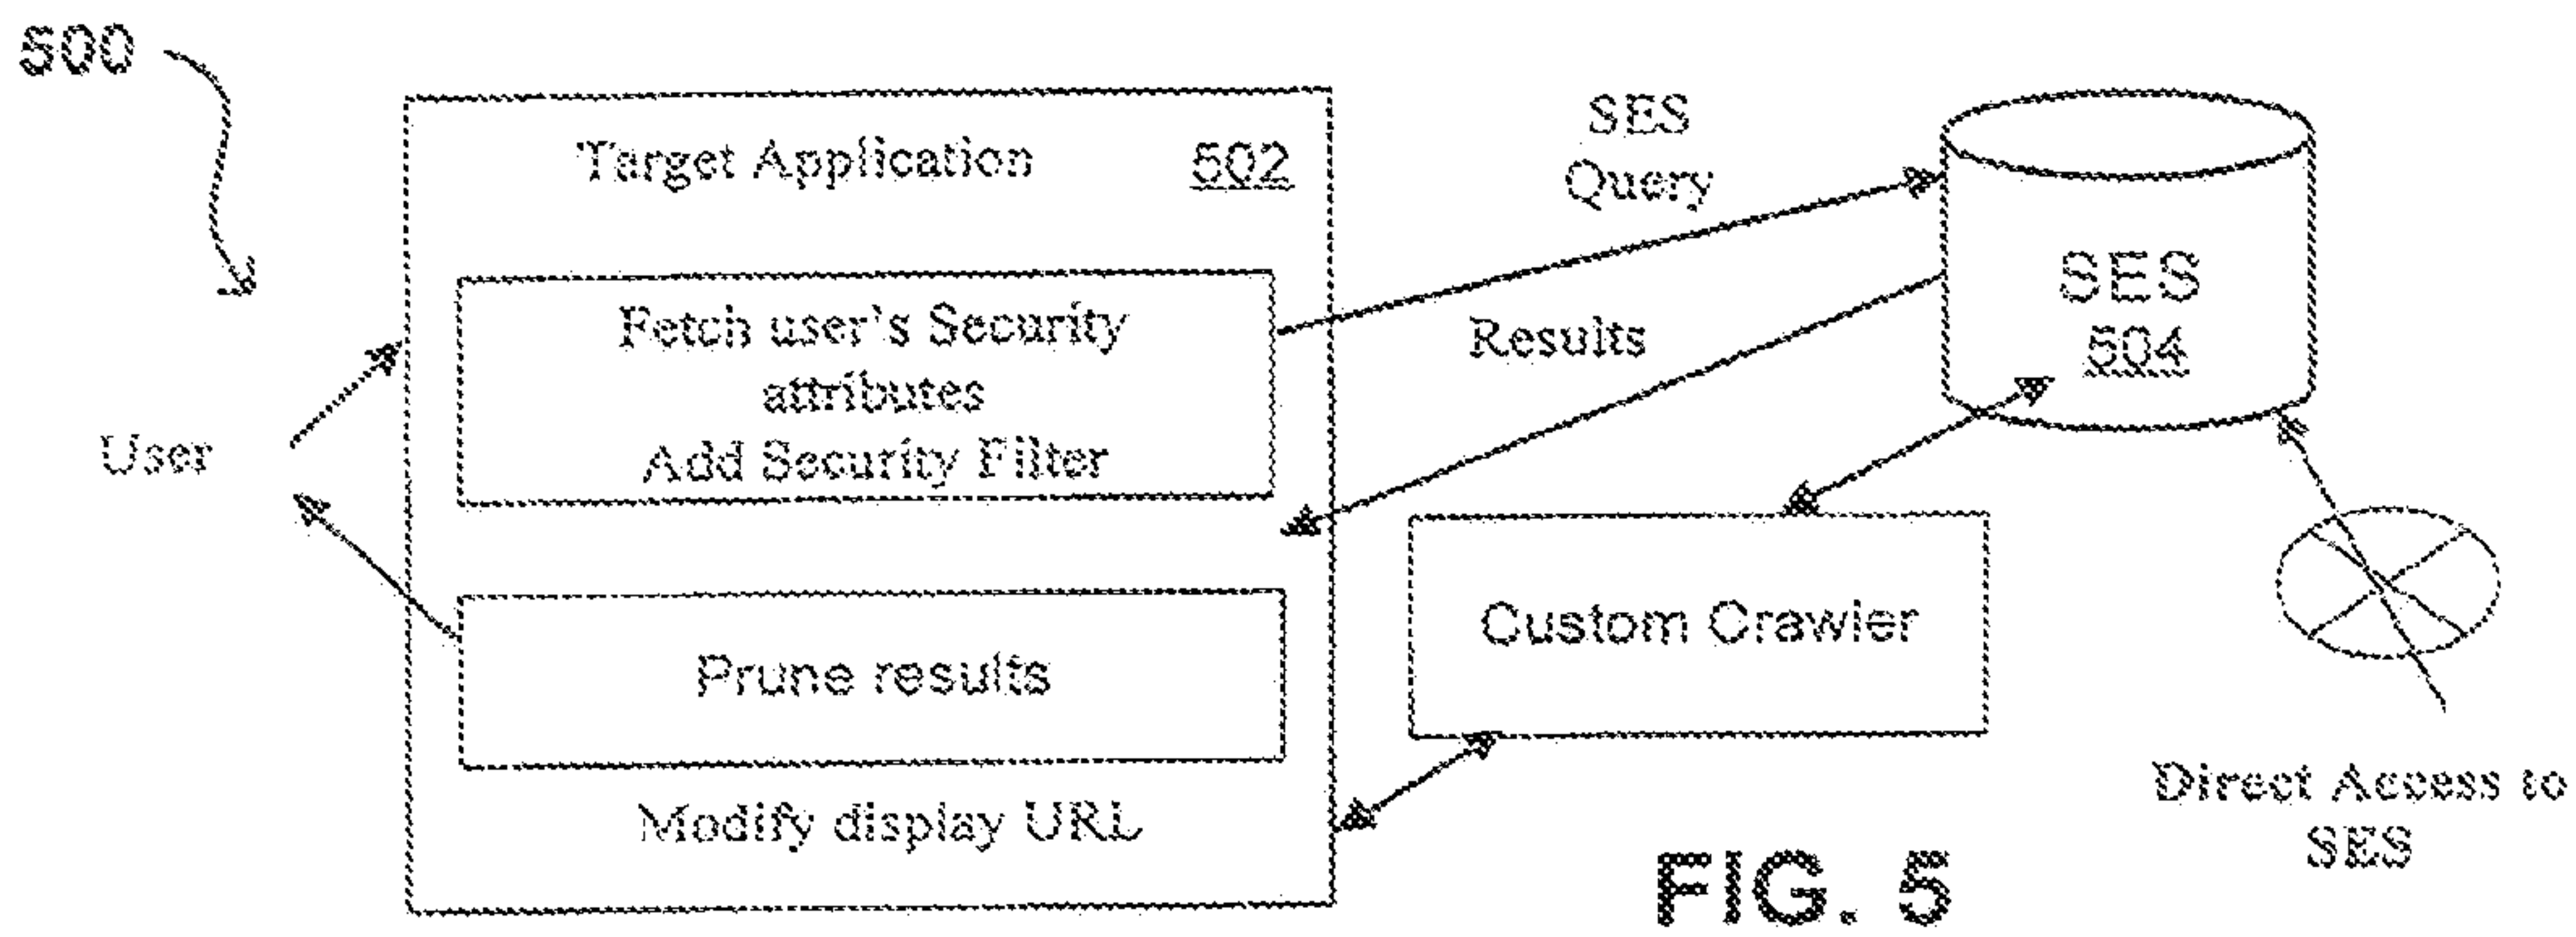 500
Target Application 502
Fetch user's Security
attributes
Add Security Filter
Prune results
Modify display URL
User
SES
Query
Results
SES
504
Custom Crawler
Direct Access to
SES
FIG. 5